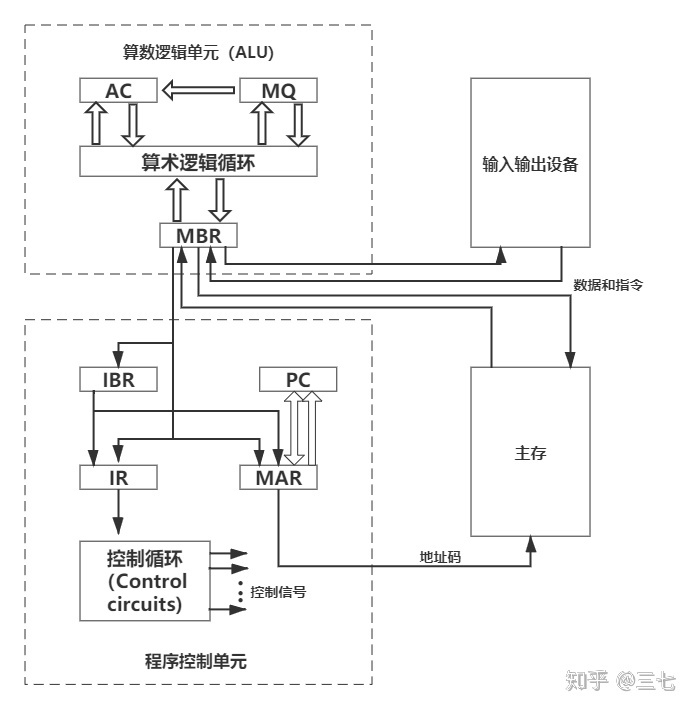 算数逻辑单元（ALU)
AC
MQ
算术逻辑循环
MBR
输入输出设备
数据和指令
IBR
PC
主存
IR
MAR
控制循环
（Control
circuits)
控制信号
地址码
程序控制单元
知乎 @三七